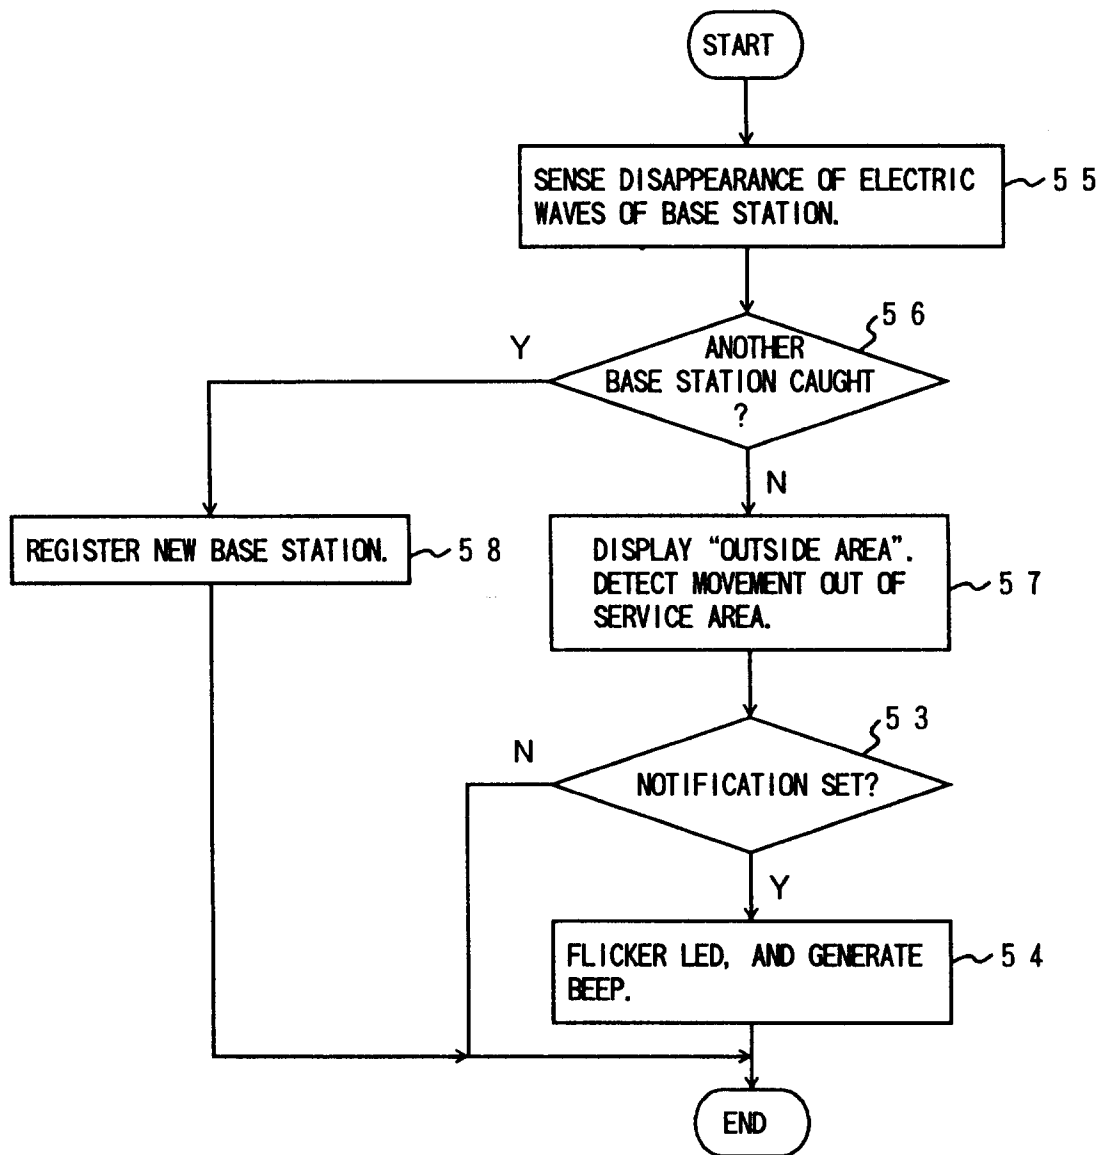 START
SENSE DISAPPEARANCE OF ELECTRIC
WAVES OF BASE STATION.
55
56
ANOTHER
BASE STATION CAUGHT
?
Y
N
REGISTER NEW BASE STATION.
58
DISPLAY “OUTSIDE AREA”.
DETECT MOVEMENT OUT OF
SERVICE AREA.
57
53
NOTIFICATION SET?
N
Y
FLICKER LED, AND GENERATE
BEEP.
54
END